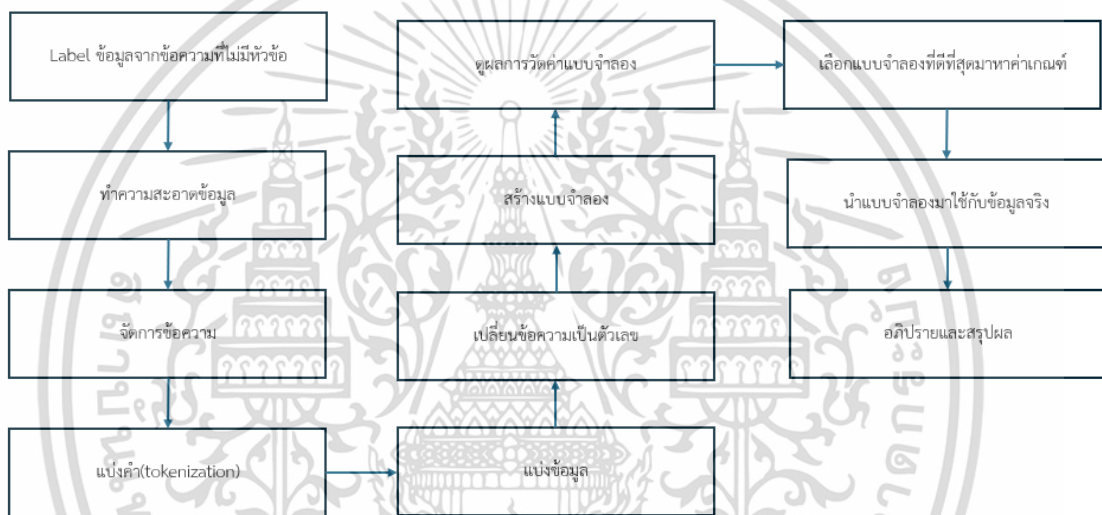 Label ข้อมูลจากข้อความที่ไม่มีหัวข้อ
ทำความสะอาดข้อมูล
จัดการข้อความ
แบ่งคำ(tokenization)
แบ่งข้อมูล
เปลี่ยนข้อความเป็นตัวเลข
สร้างแบบจำลอง
ดูผลการวัดค่าแบบจำลอง
เลือกแบบจำลองที่ดีที่สุดมาหาค่าเกณฑ์
นำแบบจำลองมาใช้กับข้อมูลจริง
อภิปรายและสรุปผล